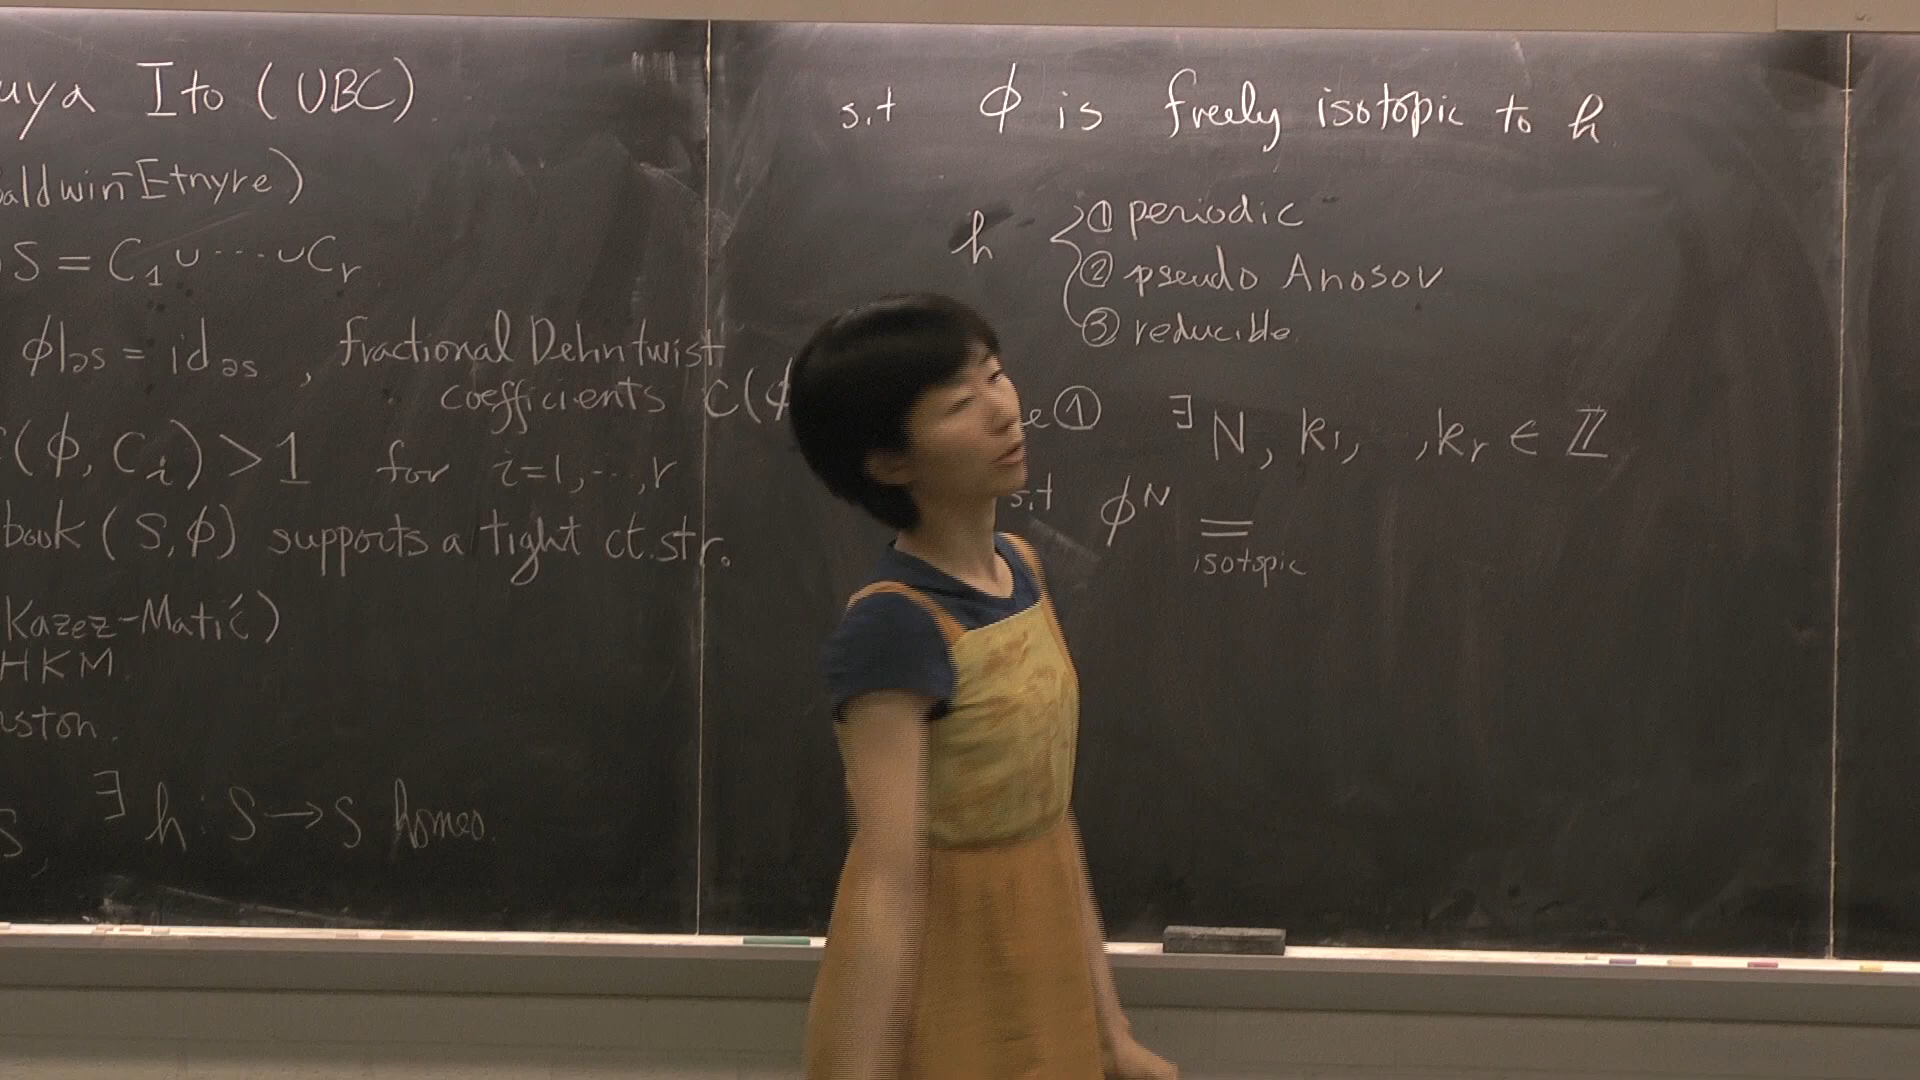 uya Ito (UBC)
aldwin-Etnyre)
∂S = C₁ ∪ ··· ∪ Cᵣ
ϕ|∂S = id∂S , fractional Dehn twist
coefficients c(ϕ
c(ϕ, Cᵢ) > 1 for i=1, ···, r
book (S, ϕ) supports a tight ct. str.
Kazez-Matić)
HKM.
rston.
S, ∃ h : S → S homeo.
s.t ϕ is freely isotopic to h
h
① periodic
② pseudo Anosov
③ reducible.
e ① ∃ N, k₁, , kᵣ ∈ ℤ
s.t ϕᴺ =
isotopic